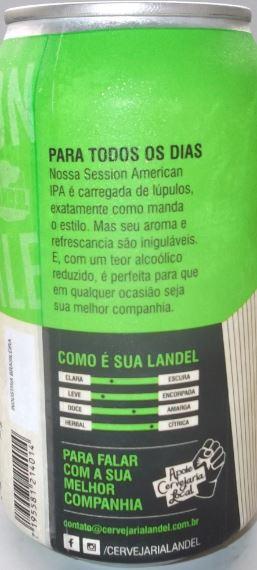 PARA TODOS OS DIAS
Nossa Session American
IPA é carregada de lúpulos,
exatamente como manda
o estilo. Mas seu aroma e
refrescancia são iniguláveis.
E, com um teor alcoólico
reduzido, é perfeita para que
em qualquer ocasião seja
sua melhor companhia.
COMO É SUA LANDEL
CLARA ESCURA
LEVE ENCORPADA
DOCE AMARGA
HERBAL CÍTRICA
PARA FALAR
COM A SUA
MELHOR
COMPANHIA
Apoie
Cervejaria
Local
contato@cervejarialandel.com.br
f /CERVEJARIALANDEL
INDÚSTRIA BRASILEIRA